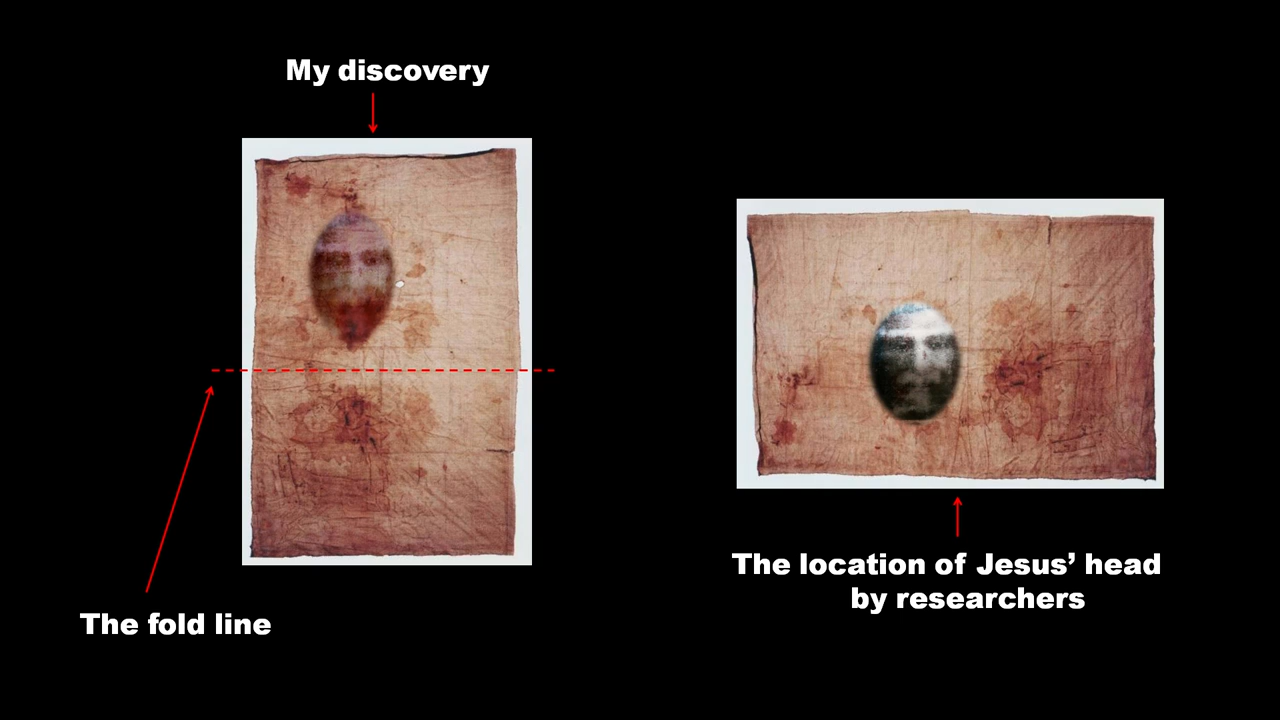 My discovery
The location of Jesus’ head
by researchers
The fold line